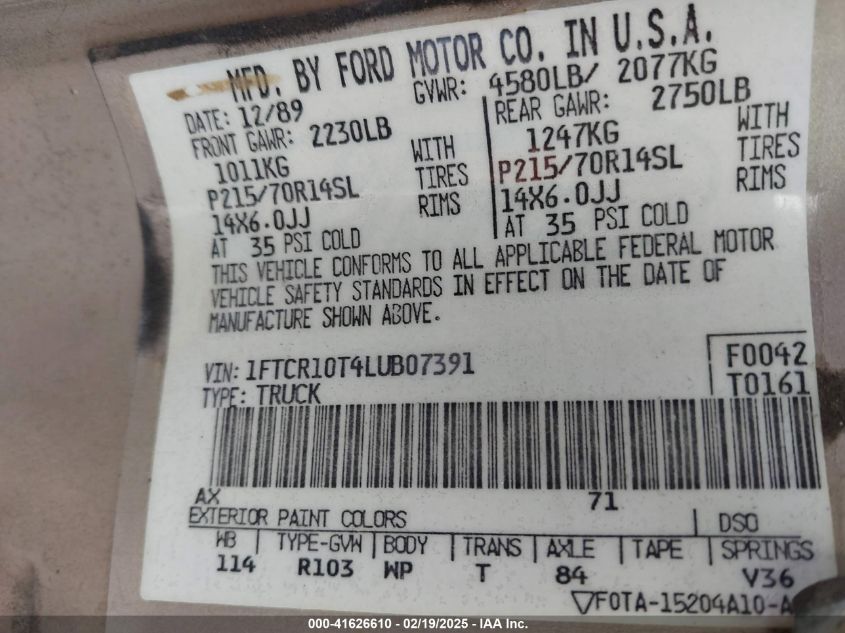 MFD. BY FORD MOTOR CO. IN U.S.A.
DATE: 12/89 GVWR: 4580LB/ 2077KG
FRONT GAWR: 2230LB REAR GAWR: 2750LB
1011KG WITH 1247KG WITH
P215/70R14SL TIRES P215/70R14SL TIRES
14X6.0JJ RIMS 14X6.0JJ RIMS
AT 35 PSI COLD AT 35 PSI COLD
THIS VEHICLE CONFORMS TO ALL APPLICABLE FEDERAL MOTOR
VEHICLE SAFETY STANDARDS IN EFFECT ON THE DATE OF
MANUFACTURE SHOWN ABOVE.
VIN: 1FTCR10T4LUB07391 F0042
TYPE: TRUCK T0161
AX 71
EXTERIOR PAINT COLORS DSO
WB TYPE-GVW BODY TRANS AXLE TAPE SPRINGS
114 R103 WP T 84 V36
▽F0TA-15204A10-A
000-41626610 - 02/19/2025 - IAA Inc.